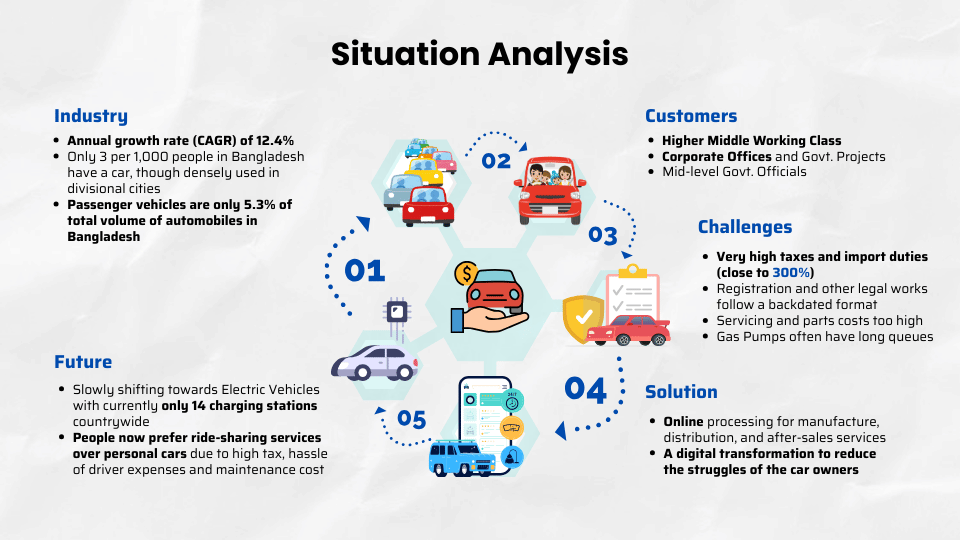 Situation Analysis
Industry
• Annual growth rate (CAGR) of 12.4%
• Only 3 per 1,000 people in Bangladesh
have a car, though densely used in
divisional cities
• Passenger vehicles are only 5.3% of
total volume of automobiles in
Bangladesh
01
02
Customers
• Higher Middle Working Class
• Corporate Offices and Govt. Projects
• Mid-level Govt. Officials
03
Challenges
• Very high taxes and import duties
(close to 300%)
• Registration and other legal works
follow a backdated format
• Servicing and parts costs too high
• Gas Pumps often have long queues
$
04
Solution
• Online processing for manufacture,
distribution, and after-sales services
• A digital transformation to reduce
the struggles of the car owners
24/7
05
Future
• Slowly shifting towards Electric Vehicles
with currently only 14 charging stations
countrywide
• People now prefer ride-sharing services
over personal cars due to high tax, hassle
of driver expenses and maintenance cost